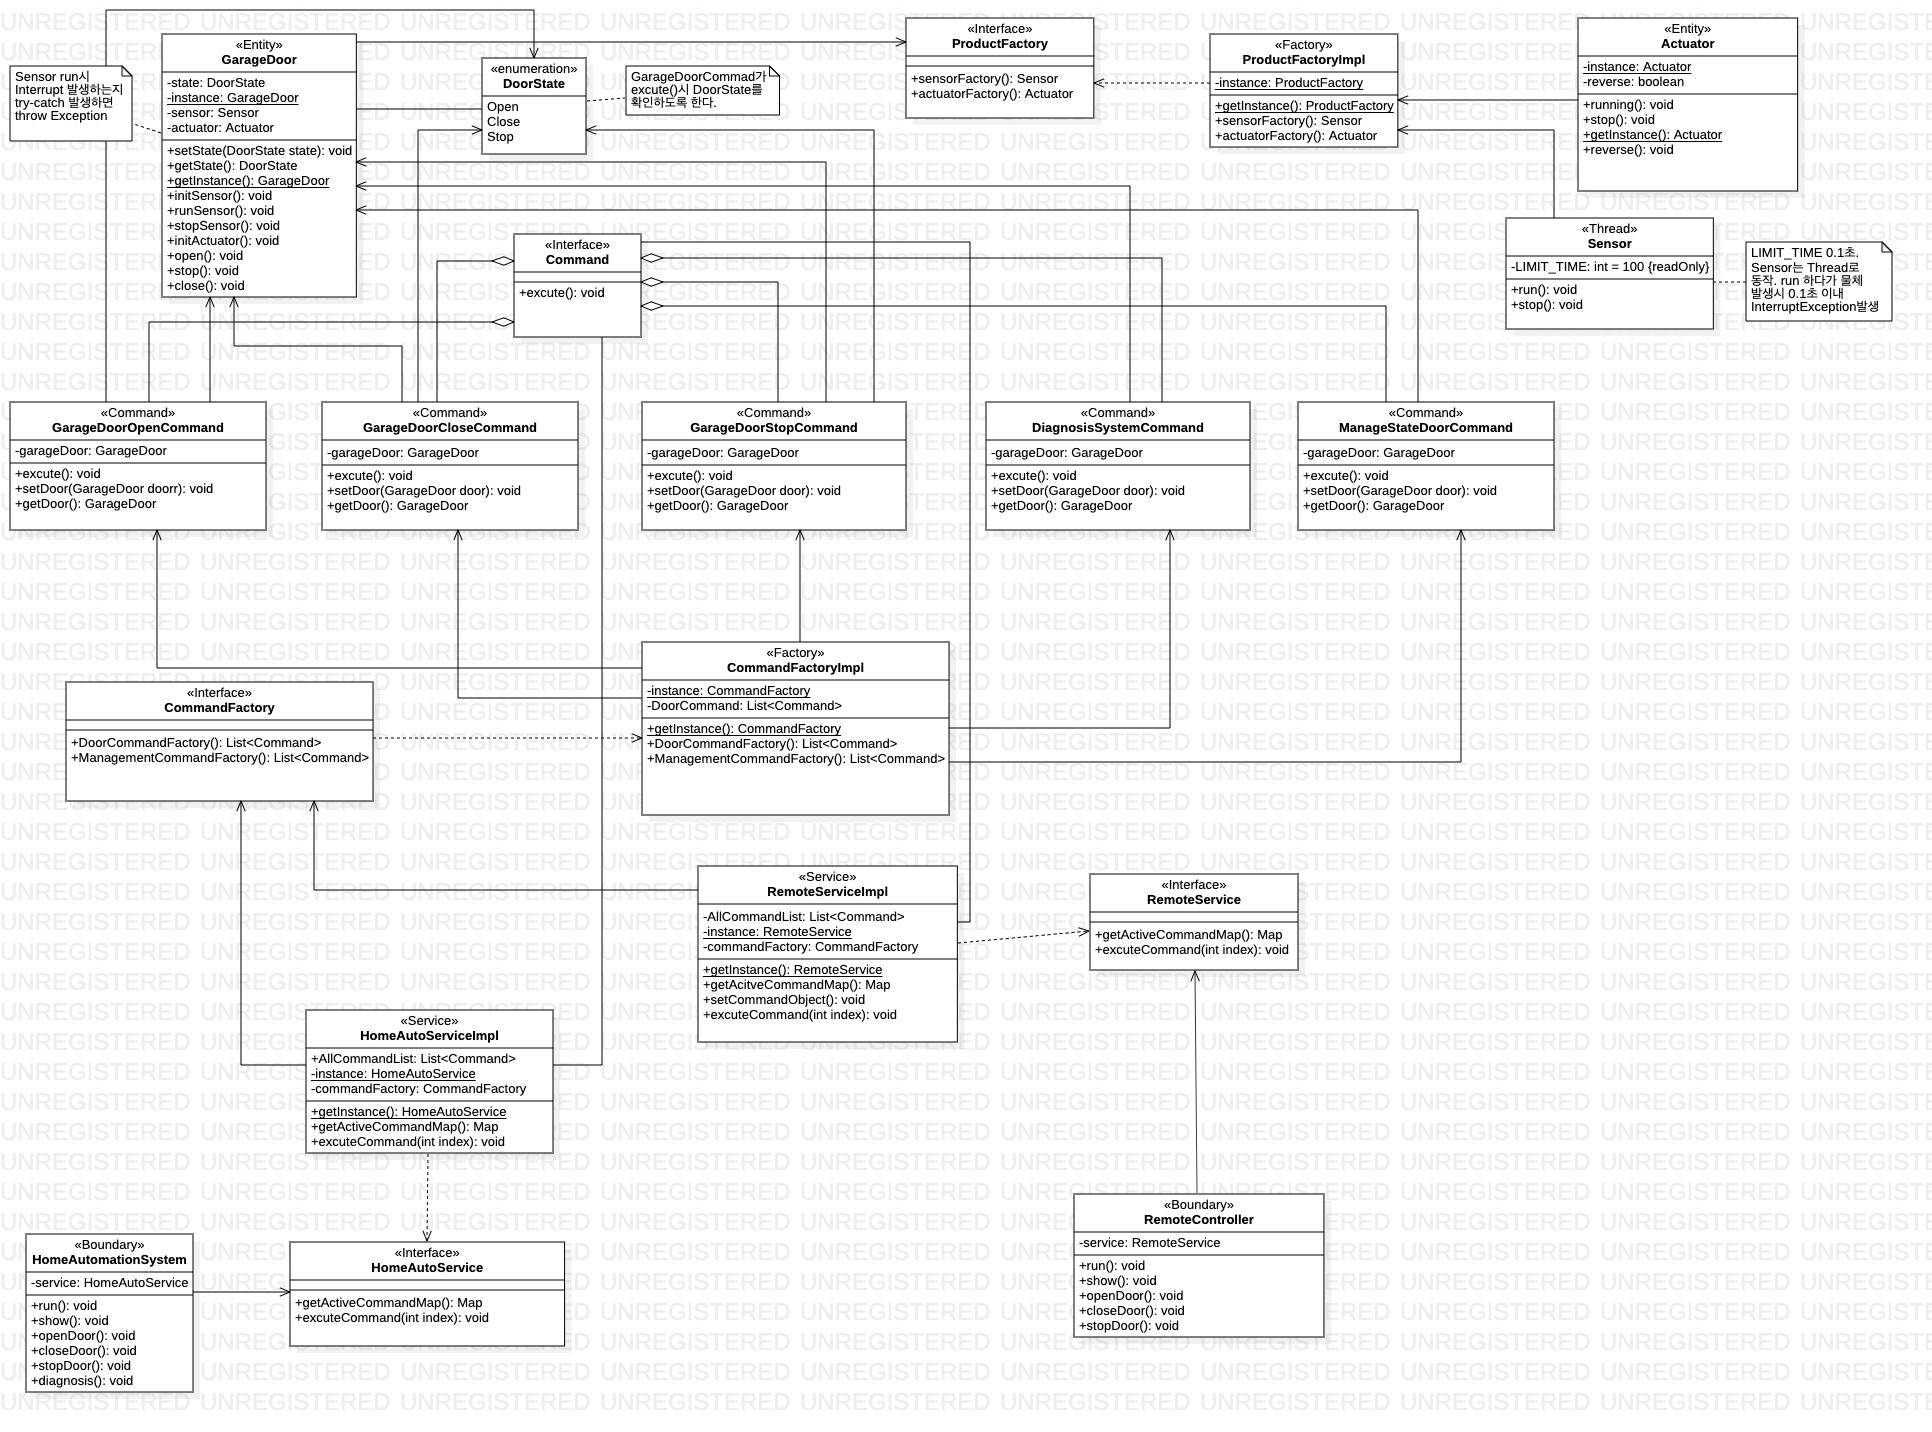 «Entity»
GarageDoor
-state: DoorState
-instance: GarageDoor
-sensor: Sensor
-actuator: Actuator
+setState(DoorState state): void
+getState(): DoorState
+getInstance(): GarageDoor
+initSensor(): void
+runSensor(): void
+stopSensor(): void
+initActuator(): void
+open(): void
+stop(): void
+close(): void
Sensor run시
Interrupt 발생하는지
try-catch 발생하면
throw Exception
«enumeration»
DoorState
Open
Close
Stop
GarageDoorCommad가
excute()시 DoorState를
확인하도록 한다.
«Interface»
ProductFactory
+sensorFactory(): Sensor
+actuatorFactory(): Actuator
«Factory»
ProductFactoryImpl
-instance: ProductFactory
+getInstance(): ProductFactory
+sensorFactory(): Sensor
+actuatorFactory(): Actuator
«Entity»
Actuator
-instance: Actuator
-reverse: boolean
+running(): void
+stop(): void
+getInstance(): Actuator
+reverse(): void
«Thread»
Sensor
-LIMIT_TIME: int = 100 {readOnly}
+run(): void
+stop(): void
LIMIT_TIME 0.1초.
Sensor는 Thread로
동작. run 하다가 물체
발생시 0.1초 이내
InterruptException발생
«Interface»
Command
+excute(): void
«Command»
GarageDoorOpenCommand
-garageDoor: GarageDoor
+excute(): void
+setDoor(GarageDoor doorr): void
+getDoor(): GarageDoor
«Command»
GarageDoorCloseCommand
-garageDoor: GarageDoor
+excute(): void
+setDoor(GarageDoor door): void
+getDoor(): GarageDoor
«Command»
GarageDoorStopCommand
-garageDoor: GarageDoor
+excute(): void
+setDoor(GarageDoor door): void
+getDoor(): GarageDoor
«Command»
DiagnosisSystemCommand
-garageDoor: GarageDoor
+excute(): void
+setDoor(GarageDoor door): void
+getDoor(): GarageDoor
«Command»
ManageStateDoorCommand
-garageDoor: GarageDoor
+excute(): void
+setDoor(GarageDoor door): void
+getDoor(): GarageDoor
«Interface»
CommandFactory
+DoorCommandFactory(): List<Command>
+ManagementCommandFactory(): List<Command>
«Factory»
CommandFactoryImpl
-instance: CommandFactory
-DoorCommand: List<Command>
+getInstance(): CommandFactory
+DoorCommandFactory(): List<Command>
+ManagementCommandFactory(): List<Command>
«Service»
RemoteServiceImpl
-AllCommandList: List<Command>
-instance: RemoteService
-commandFactory: CommandFactory
+getInstance(): RemoteService
+getAcitveCommandMap(): Map
+setCommandObject(): void
+excuteCommand(int index): void
«Interface»
RemoteService
+getActiveCommandMap(): Map
+excuteCommand(int index): void
«Service»
HomeAutoServiceImpl
+AllCommandList: List<Command>
-instance: HomeAutoService
-commandFactory: CommandFactory
+getInstance(): HomeAutoService
+getActiveCommandMap(): Map
+excuteCommand(int index): void
«Boundary»
HomeAutomationSystem
-service: HomeAutoService
+run(): void
+show(): void
+openDoor(): void
+closeDoor(): void
+stopDoor(): void
+diagnosis(): void
«Interface»
HomeAutoService
+getActiveCommandMap(): Map
+excuteCommand(int index): void
«Boundary»
RemoteController
-service: RemoteService
+run(): void
+show(): void
+openDoor(): void
+closeDoor(): void
+stopDoor(): void
UNREGISTERED